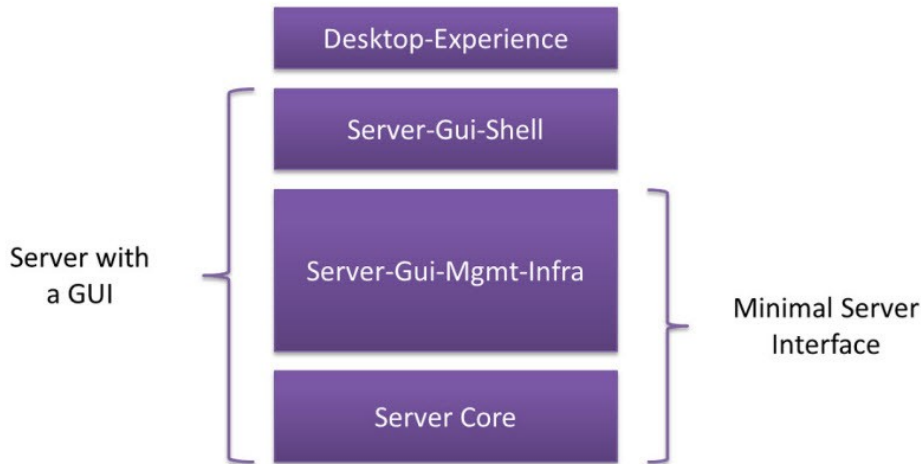 Desktop-Experience
Server-Gui-Shell
Server-Gui-Mgmt-Infra
Server Core
Server with
a GUI
Minimal Server
Interface